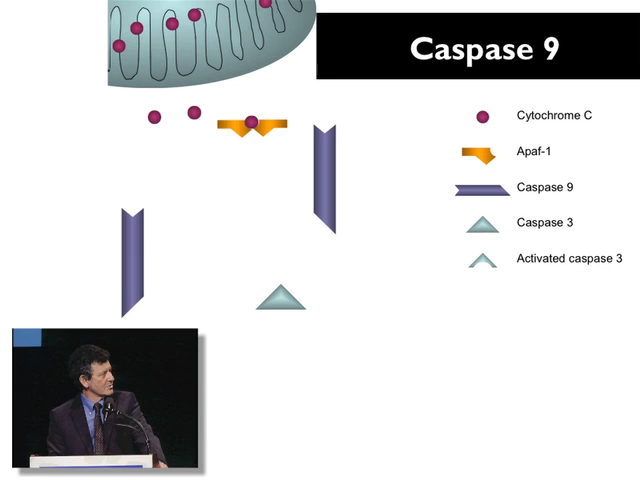 Caspase 9
Cytochrome C
Apaf-1
Caspase 9
Caspase 3
Activated caspase 3